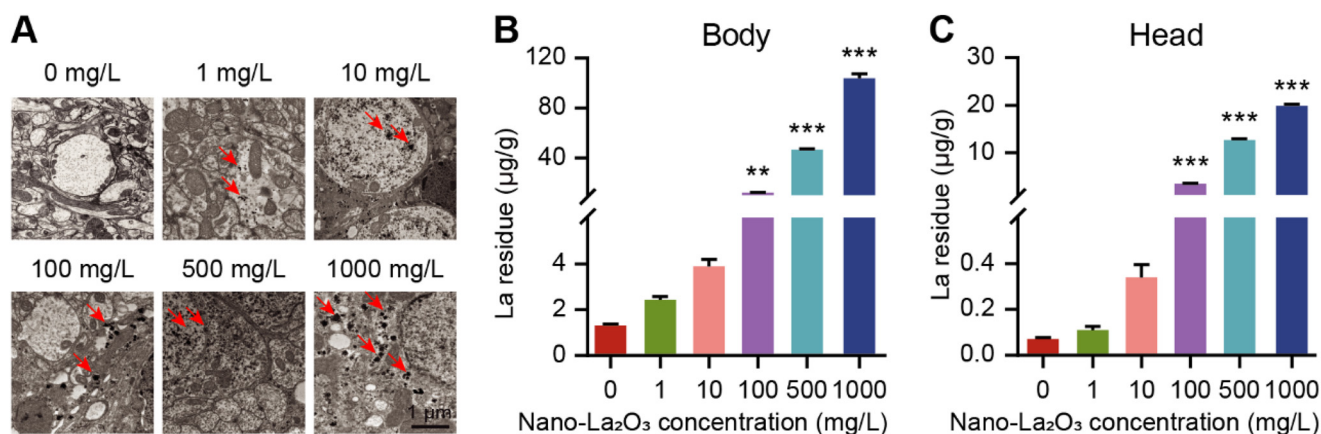 A
0 mg/L 1 mg/L 10 mg/L
100 mg/L 500 mg/L 1000 mg/L
1 μm
B
Body
La residue (μg/g)
120
80
40
4
2
0
**
***
***
0 1 10 100 500 1000
Nano-La₂O₃ concentration (mg/L)
C
Head
La residue (μg/g)
30
20
10
0.4
0.2
0.0
***
***
***
0 1 10 100 500 1000
Nano-La₂O₃ concentration (mg/L)